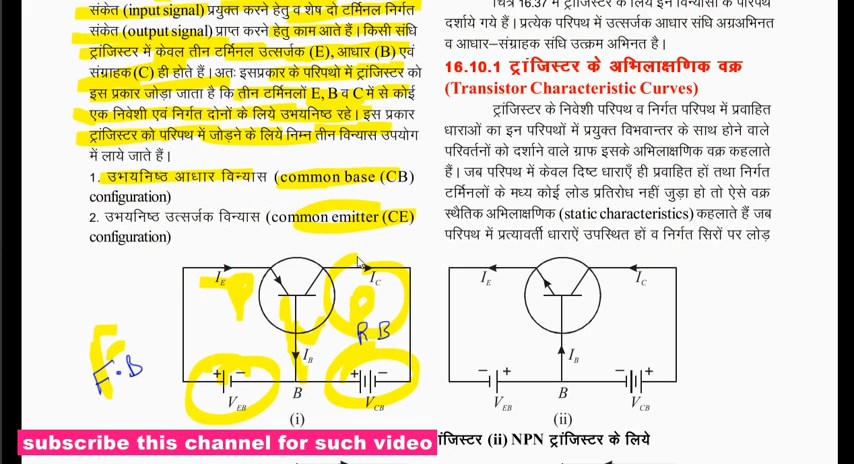 संकेत (input signal) प्रयुक्त करने हेतु व शेष दो टर्मिनल निर्गत
संकेत (output signal) प्राप्त करने हेतु काम आते हैं। किसी संधि
ट्रांजिस्टर में केवल तीन टर्मिनल उत्सर्जक (E), आधार (B) एवं
संग्राहक (C) ही होते हैं। अतः इसप्रकार के परिपथो में ट्रांजिस्टर को
इस प्रकार जोड़ा जाता है कि तीन टर्मिनलों E, B व C में से कोई
एक निवेशी एवं निर्गत दोनों के लिये उभयनिष्ठ रहे। इस प्रकार
ट्रांजिस्टर को परिपथ में जोड़ने के लिये निम्न तीन विन्यास उपयोग
में लाये जाते हैं।
1. उभयनिष्ठ आधार विन्यास (common base (CB)
configuration)
2. उभयनिष्ठ उत्सर्जक विन्यास (common emitter (CE)
configuration)
चित्र 16.37 में ट्रांजिस्टर के लिये इन विन्यासों के परिपथ
दर्शाये गये हैं। प्रत्येक परिपथ में उत्सर्जक आधार संधि अग्रअभिनत
व आधार-संग्राहक संधि उत्क्रम अभिनत है।
16.10.1 ट्रांजिस्टर के अभिलाक्षणिक वक्र
(Transistor Characteristic Curves)
ट्रांजिस्टर के निवेशी परिपथ व निर्गत परिपथ में प्रवाहित
धाराओं का इन परिपथों में प्रयुक्त विभवान्तर के साथ होने वाले
परिवर्तनों को दर्शाने वाले ग्राफ इसके अभिलाक्षणिक वक्र कहलाते
हैं। जब परिपथ में केवल दिष्ट धाराएँ ही प्रवाहित हों तथा निर्गत
टर्मिनलों के मध्य कोई लोड प्रतिरोध नहीं जुड़ा हो तो ऐसे वक्र
स्थैतिक अभिलाक्षणिक (static characteristics) कहलाते हैं जब
परिपथ में प्रत्यावर्ती धाराऐं उपस्थित हों व निर्गत सिरों पर लोड
I_E I_C
R B
F.B
I_B
+ − + −
V_EB B V_CB
(i)
I_E I_C
I_B
− + − +
V_EB B V_CB
(ii)
subscribe this channel for such video
ांजिस्टर (ii) NPN ट्रांजिस्टर के लिये